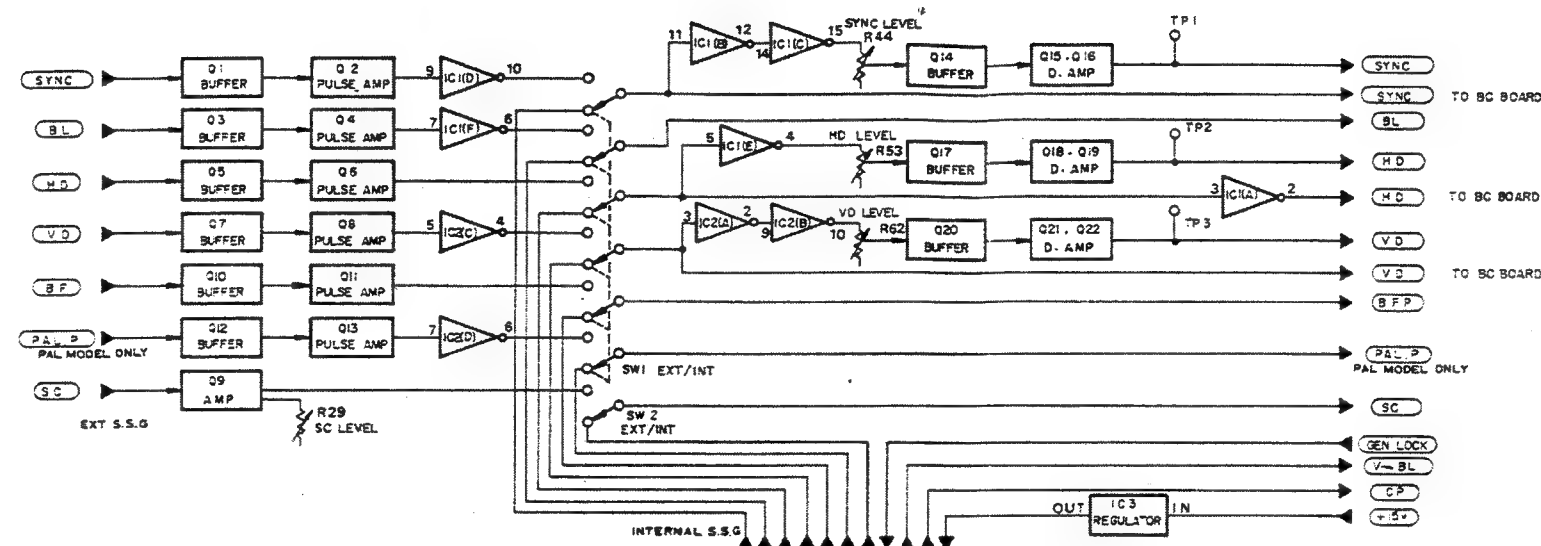 SYNC
Q1
BUFFER
Q2
PULSE AMP
9
IC1(D)
10
BL
Q3
BUFFER
Q4
PULSE AMP
7
IC1(F)
6
HD
Q5
BUFFER
Q6
PULSE AMP
VD
Q7
BUFFER
Q8
PULSE AMP
5
IC2(C)
4
BF
Q10
BUFFER
Q11
PULSE AMP
PAL.P
PAL MODEL ONLY
Q12
BUFFER
Q13
PULSE AMP
7
IC2(D)
6
SC
Q9
AMP
R29
SC LEVEL
EXT S.S.G
11
IC1(B)
12
14
IC1(C)
15
SYNC LEVEL
R44
Q14
BUFFER
Q15 . Q16
D. AMP
TP1
SYNC
SYNC
TO BG BOARD
BL
5
IC1(E)
4
HD LEVEL
R53
Q17
BUFFER
Q18 . Q19
D. AMP
TP2
HD
3
IC1(A)
2
HD
TO BG BOARD
3
IC2(A)
2
9
IC2(B)
10
VD LEVEL
R62
Q20
BUFFER
Q21 . Q22
D. AMP
TP3
VD
VD
TO BG BOARD
BFP
SW1 EXT/INT
PAL.P
PAL MODEL ONLY
SW 2
EXT/INT
SC
GEN LOCK
V-BL
CP
INTERNAL S.S.G
OUT
IC3
REGULATOR
IN
+15V